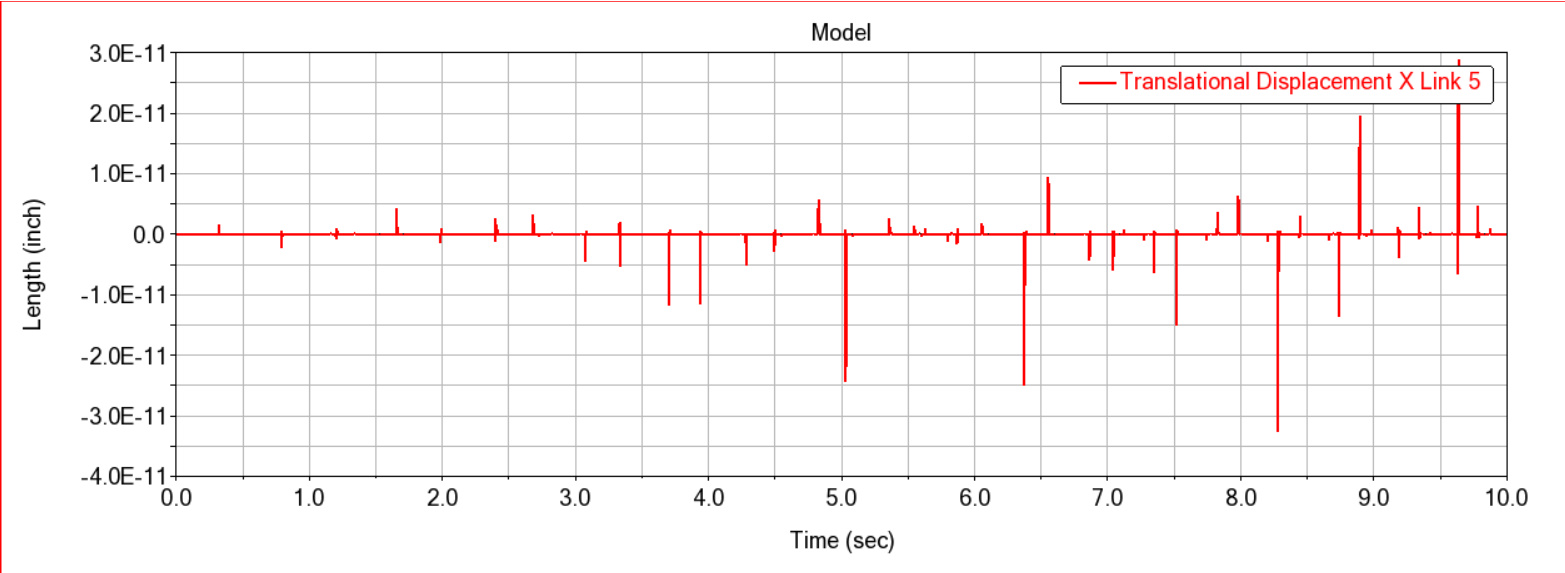 Model
Translational Displacement X Link 5
3.0E-11
2.0E-11
1.0E-11
0.0
-1.0E-11
-2.0E-11
-3.0E-11
-4.0E-11
Length (inch)
0.0 1.0 2.0 3.0 4.0 5.0 6.0 7.0 8.0 9.0 10.0
Time (sec)